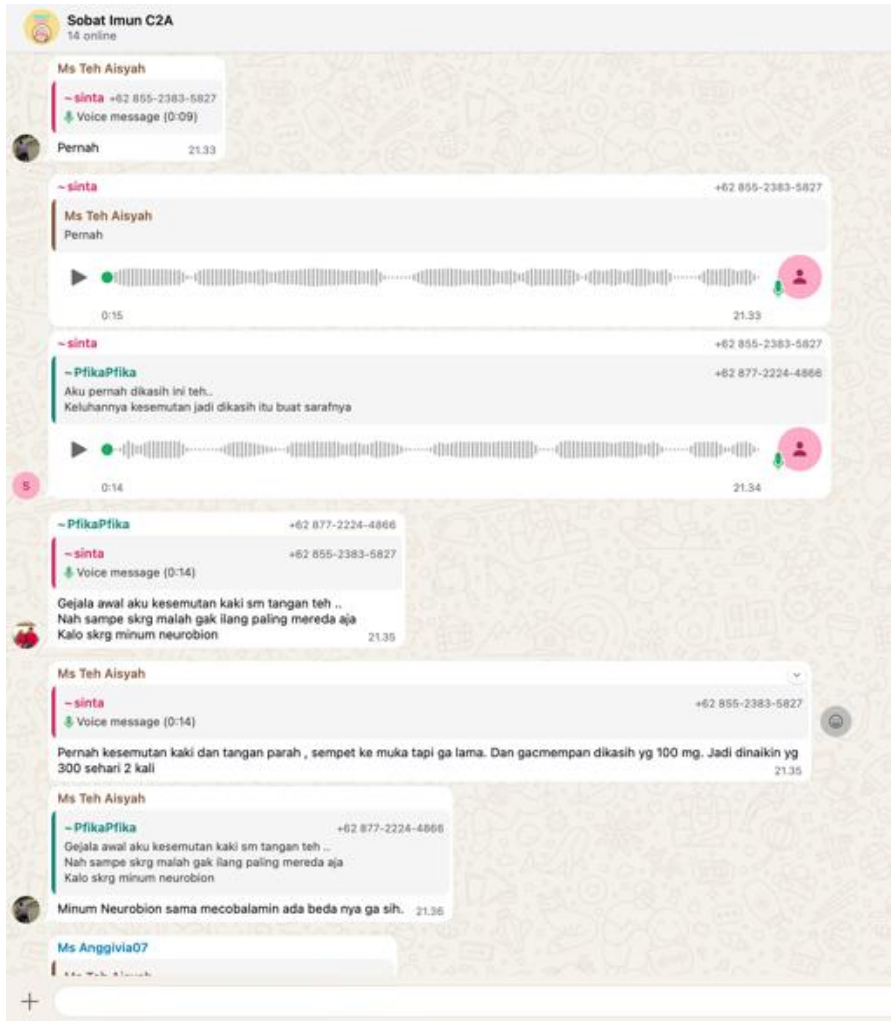 Sobat Imun C2A
14 online
Ms Teh Aisyah
~sinta +62 855-2383-5827
Voice message (0:09)
Pernah 21.33
~sinta +62 855-2383-5827
Ms Teh Aisyah
Pernah
0:15 21.33
~sinta +62 855-2383-5827
~PfikaPfika +62 877-2224-4866
Aku pernah dikasih ini teh..
Keluhannya kesemutan jadi dikasih itu buat sarafnya
S
0:14 21.34
~PfikaPfika +62 877-2224-4866
~sinta +62 855-2383-5827
Voice message (0:14)
Gejala awal aku kesemutan kaki sm tangan teh ..
Nah sampe skrg malah gak ilang paling mereda aja
Kalo skrg minum neurobion 21.35
Ms Teh Aisyah
~sinta +62 855-2383-5827
Voice message (0:14)
Pernah kesemutan kaki dan tangan parah , sempet ke muka tapi ga lama. Dan gacmempan dikasih yg 100 mg. Jadi dinaikin yg
300 sehari 2 kali 21.35
Ms Teh Aisyah
~PfikaPfika +62 877-2224-4866
Gejala awal aku kesemutan kaki sm tangan teh ..
Nah sampe skrg malah gak ilang paling mereda aja
Kalo skrg minum neurobion
Minum Neurobion sama mecobalamin ada beda nya ga sih. 21.36
Ms Anggivia07
Ms Teh Aisyah